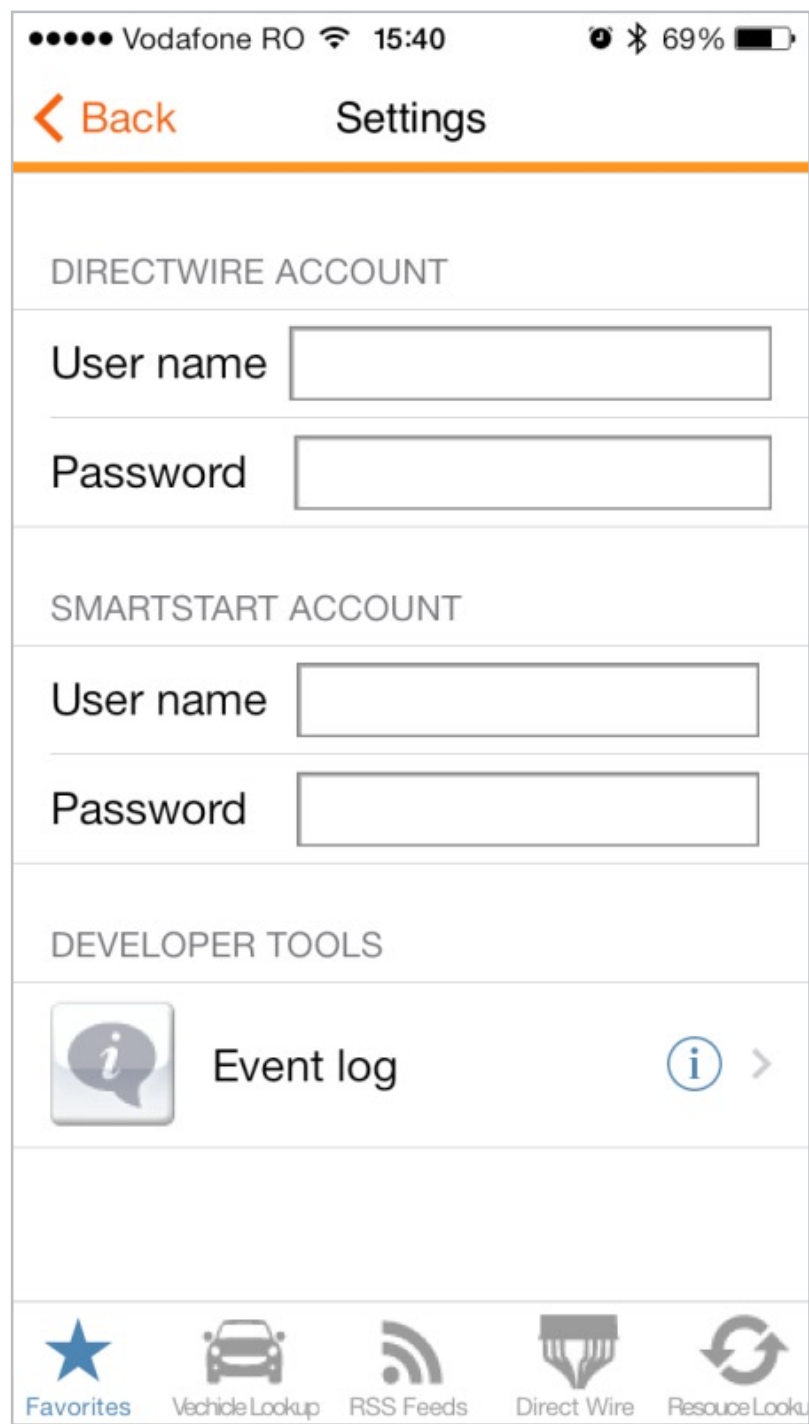 Vodafone RO 15:40 69%
Back Settings
DIRECTWIRE ACCOUNT
User name
Password
SMARTSTART ACCOUNT
User name
Password
DEVELOPER TOOLS
i Event log i
Favorites Vechicle Lookup RSS Feeds Direct Wire Resouce Looku